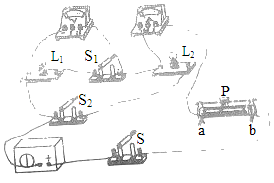 L₁ S₁ L₂
S₂ P
a b
S